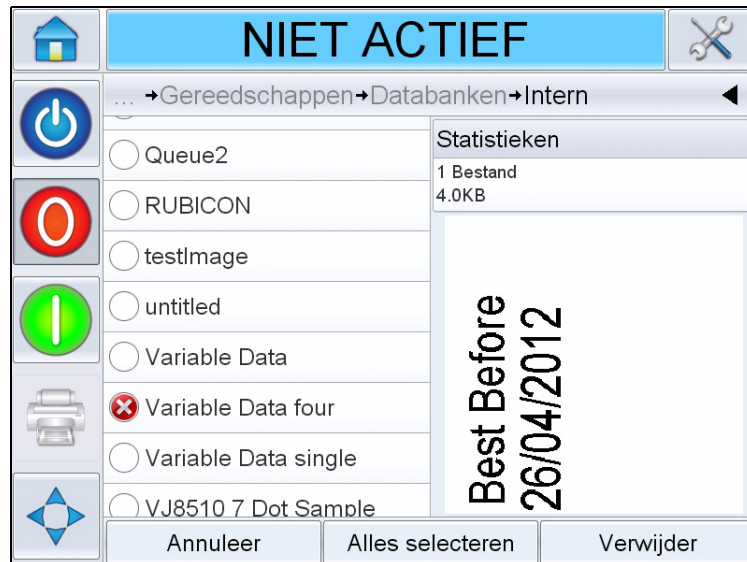 NIET ACTIEF
... →Gereedschappen→Databanken→Intern
Queue2
RUBICON
testImage
untitled
Variable Data
Variable Data four
Variable Data single
VJ8510 7 Dot Sample
Statistieken
1 Bestand
4.0KB
Best Before
26/04/2012
Annuleer
Alles selecteren
Verwijder